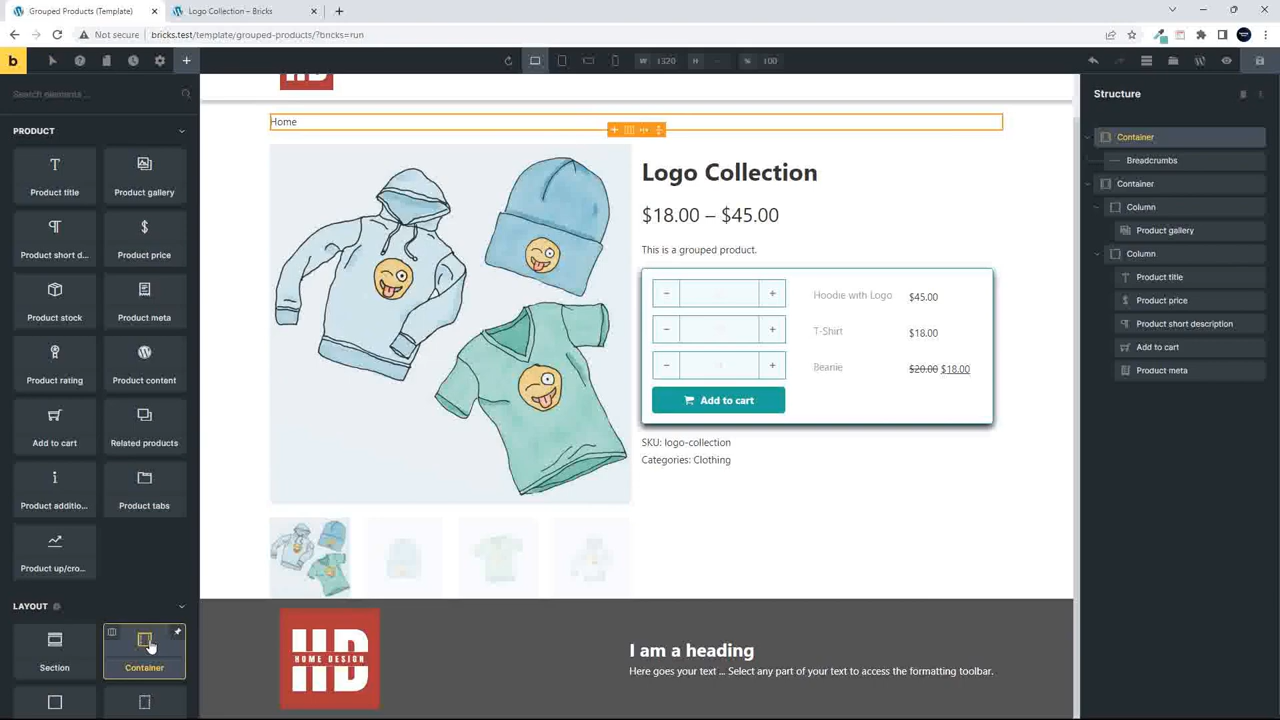 Grouped Products (Template)
Logo Collection – Bricks
Not secure
bricks.test/template/grouped-products/?bricks=run
b
W 1320 H - % 100
Search elements ...
PRODUCT
Product title
Product gallery
Product short d...
Product price
Product stock
Product meta
Product rating
Product content
Add to cart
Related products
Product additio...
Product tabs
Product up/cro...
LAYOUT
Section
Container
HD
Home
Logo Collection
$18.00 – $45.00
This is a grouped product.
− + Hoodie with Logo $45.00
− + T-Shirt $18.00
− + Beanie $20.00 $18.00
Add to cart
SKU: logo-collection
Categories: Clothing
HD
HOME DESIGN
I am a heading
Here goes your text ... Select any part of your text to access the formatting toolbar.
Structure
Container
Breadcrumbs
Container
Column
Product gallery
Column
Product title
Product price
Product short description
Add to cart
Product meta